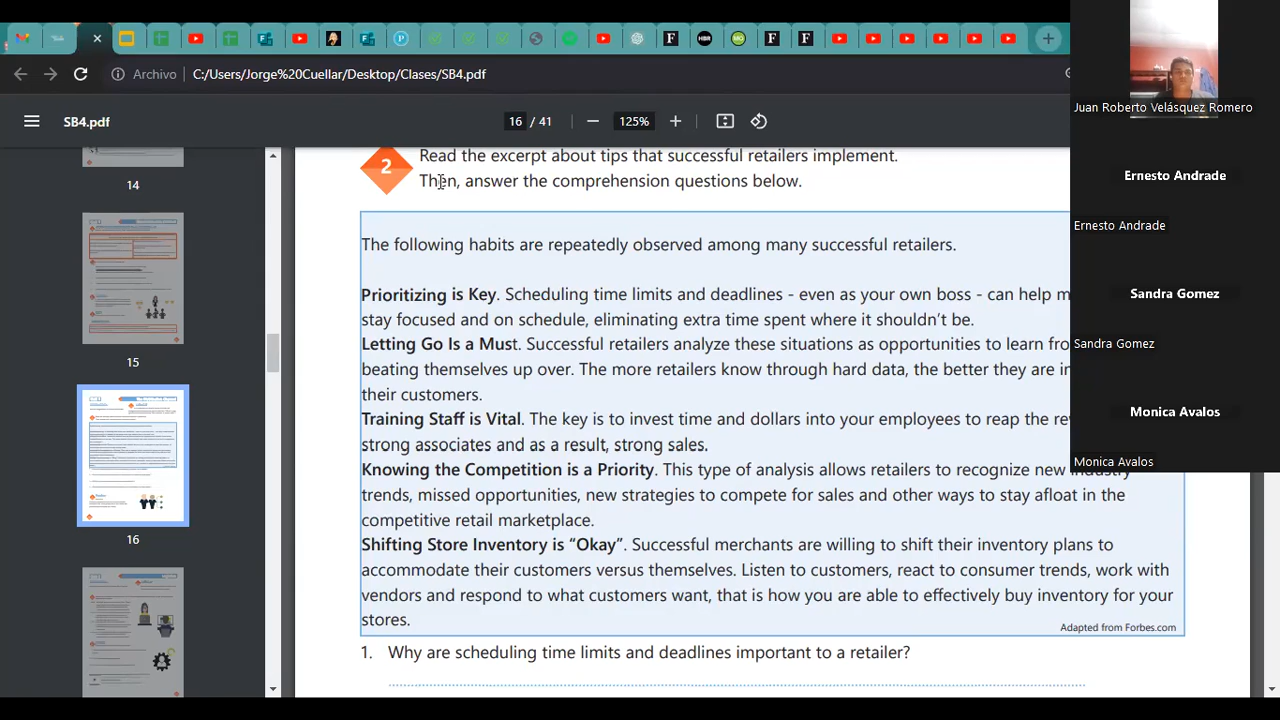 Archivo
C:/Users/Jorge%20Cuellar/Desktop/Clases/SB4.pdf
SB4.pdf
16 / 41
125%
14
15
16
2
Read the excerpt about tips that successful retailers implement.
Then, answer the comprehension questions below.
The following habits are repeatedly observed among many successful retailers.
Prioritizing is Key. Scheduling time limits and deadlines - even as your own boss - can help
stay focused and on schedule, eliminating extra time spent where it shouldn't be.
Letting Go Is a Must. Successful retailers analyze these situations as opportunities to learn
beating themselves up over. The more retailers know through hard data, the better they are
their customers.
Training Staff is Vital. The key is to invest time and dollars into your employees to reap the
strong associates and as a result, strong sales.
Knowing the Competition is a Priority. This type of analysis allows retailers to recognize new industry
trends, missed opportunities, new strategies to compete for sales and other ways to stay afloat in the
competitive retail marketplace.
Shifting Store Inventory is "Okay". Successful merchants are willing to shift their inventory plans to
accommodate their customers versus themselves. Listen to customers, react to consumer trends, work with
vendors and respond to what customers want, that is how you are able to effectively buy inventory for your
stores.
Adapted from Forbes.com
1. Why are scheduling time limits and deadlines important to a retailer?
Juan Roberto Velásquez Romero
Ernesto Andrade
Ernesto Andrade
Sandra Gomez
Sandra Gomez
Monica Avalos
Monica Avalos